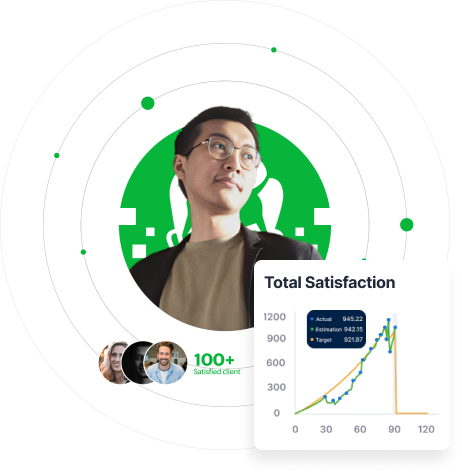 Total Satisfaction
1200
900
600
300
0
Actual 945.22
Estimation 942.15
Target 921.87
0 30 60 90 120
100+
Satisfied client